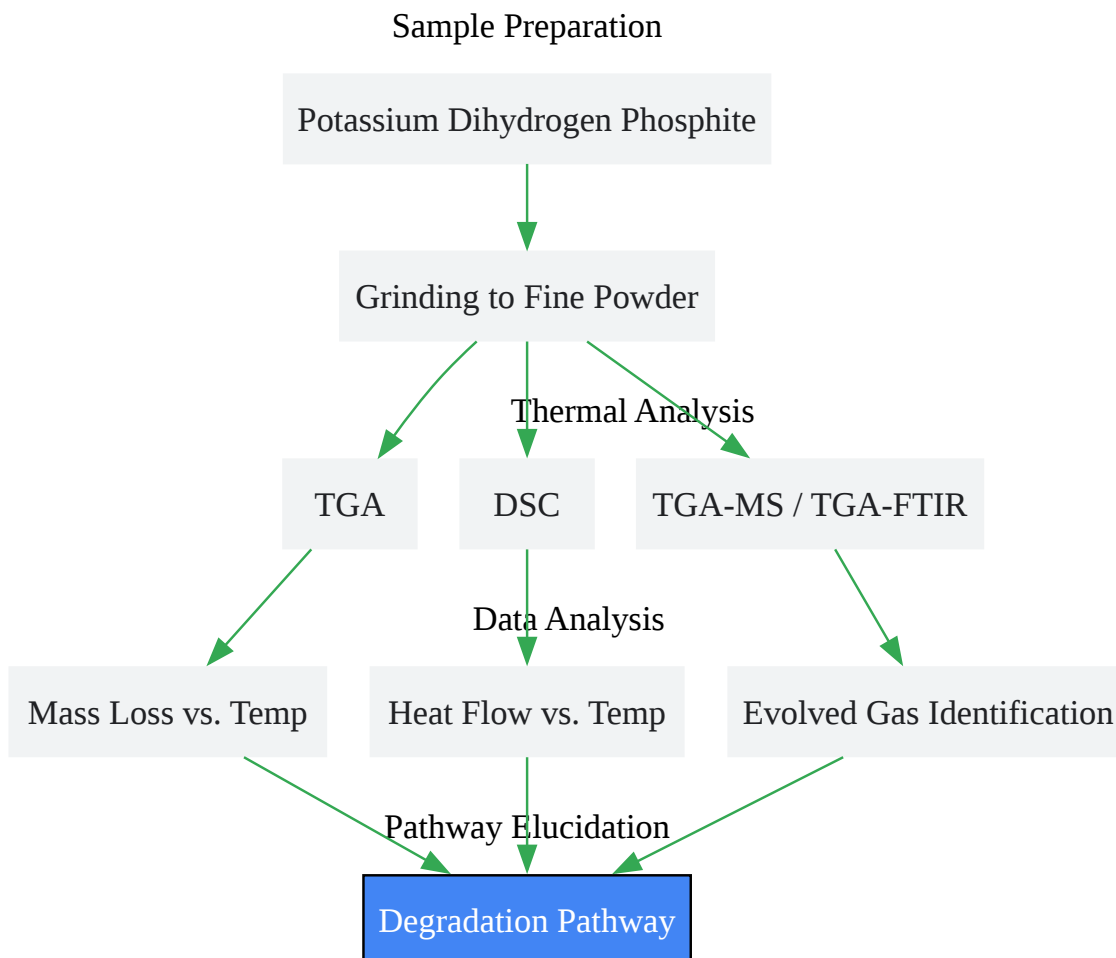 Sample Preparation
Potassium Dihydrogen Phosphite
Grinding to Fine Powder
Thermal Analysis
TGA
DSC
TGA-MS / TGA-FTIR
Data Analysis
Mass Loss vs. Temp
Heat Flow vs. Temp
Evolved Gas Identification
Pathway Elucidation
Degradation Pathway